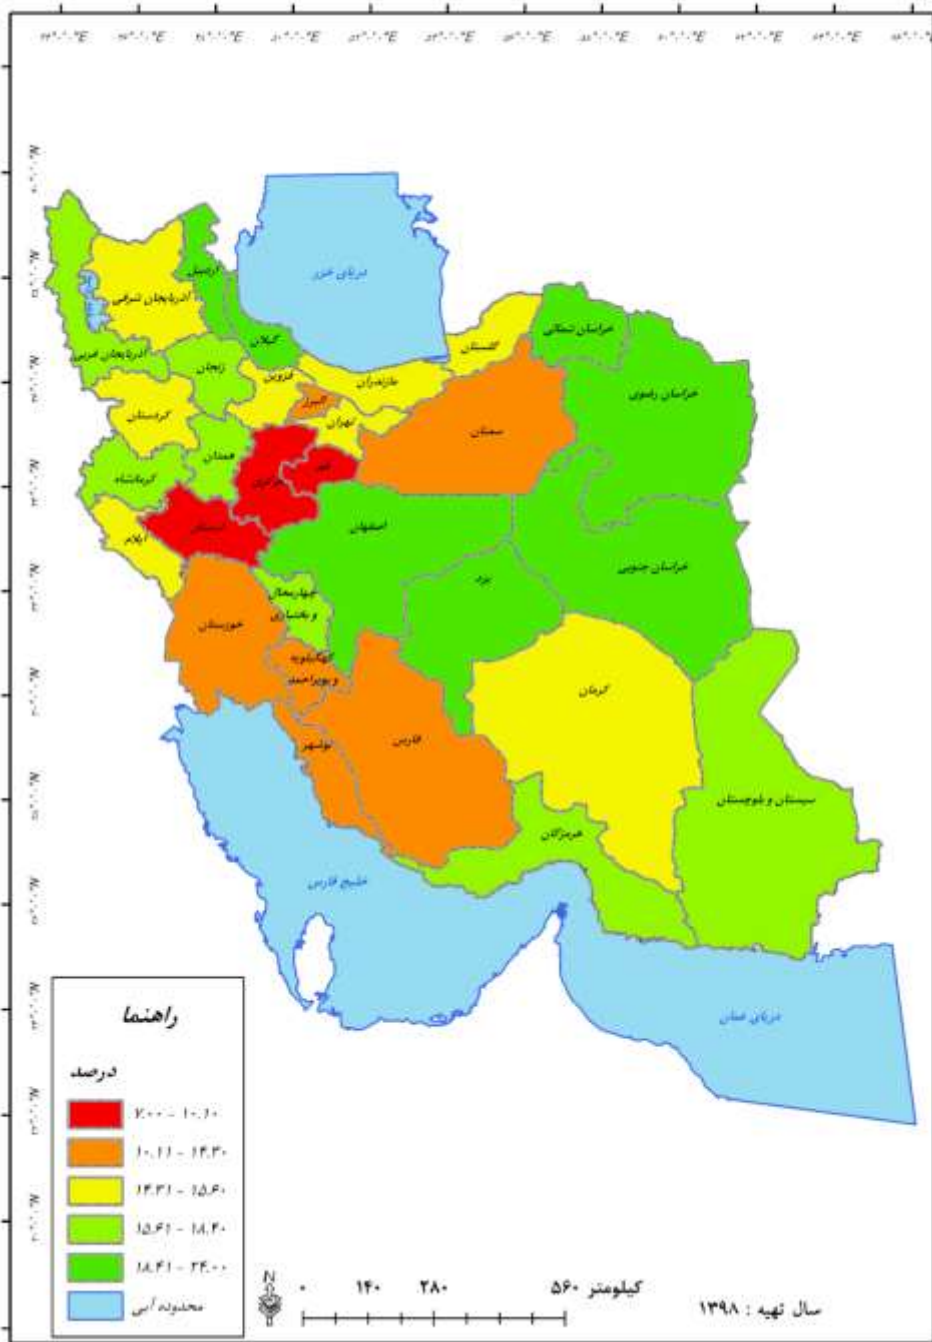 دریای خزر
اردبیل
آذربایجان شرقی
گلستان
خراسان شمالی
گیلان
آذربایجان غربی
زنجان
قزوین
مازندران
خراسان رضوی
البرز
کردستان
تهران
سمنان
همدان
قم
کرمانشاه
مرکزی
لرستان
اصفهان
ایلام
خراسان جنوبی
یزد
چهارمحال
و بختیاری
خوزستان
کهگیلویه
و بویراحمد
کرمان
بوشهر
فارس
سیستان و بلوچستان
هرمزگان
خلیج فارس
دریای عمان
راهنما
درصد
۷.۰۰ - ۱۰.۱۰
۱۰.۱۱ - ۱۴.۳۰
۱۴.۳۱ - ۱۵.۶۰
۱۵.۶۱ - ۱۸.۴۰
۱۸.۴۱ - ۲۴.۰۰
محدوده آبی
N
۰ ۱۴۰ ۲۸۰ ۵۶۰ کیلومتر
سال تهیه : ۱۳۹۸